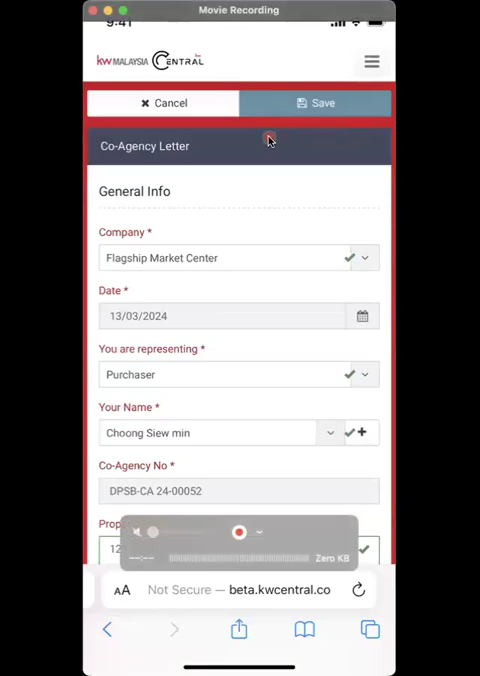 Movie Recording
9:41
kw MALAYSIA CENTRAL
Cancel
Save
Co-Agency Letter
General Info
Company *
Flagship Market Center
Date *
13/03/2024
You are representing *
Purchaser
Your Name *
Choong Siew min
Co-Agency No *
DPSB-CA 24-00052
--:--
Zero KB
AA
Not Secure — beta.kwcentral.co